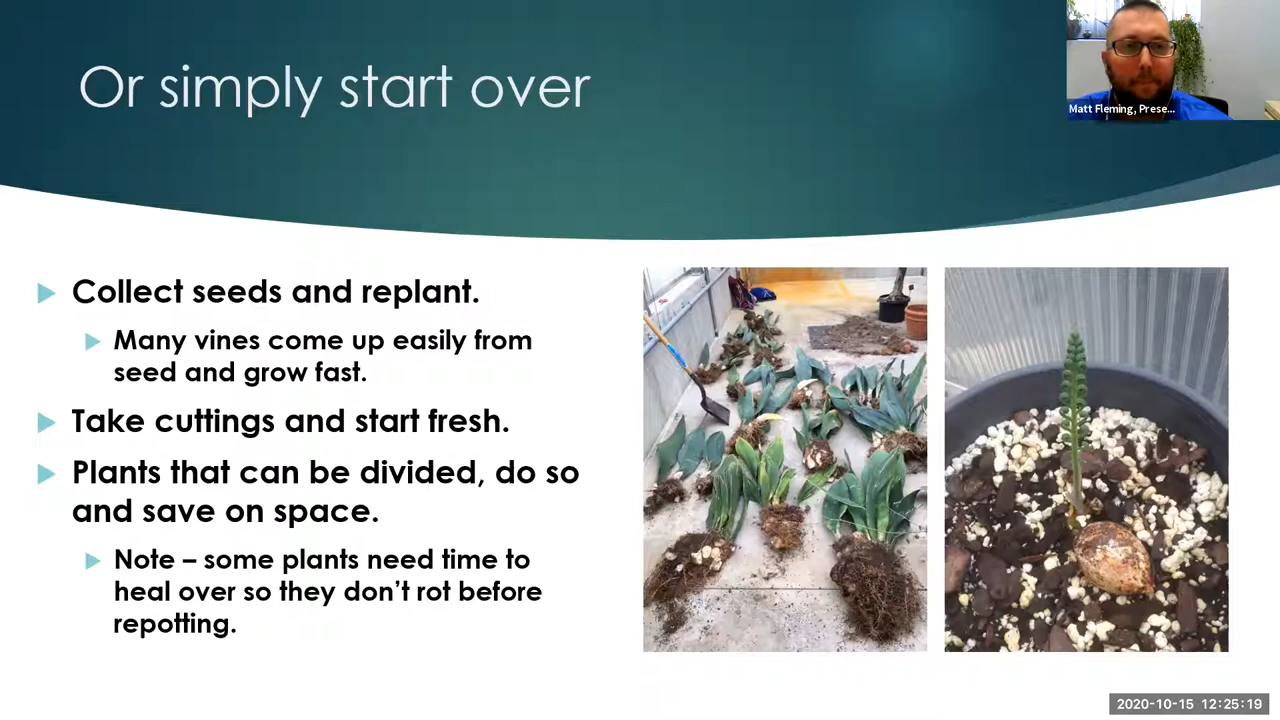 Or simply start over
Matt Fleming, Prese...
Collect seeds and replant.
Many vines come up easily from
seed and grow fast.
Take cuttings and start fresh.
Plants that can be divided, do so
and save on space.
Note – some plants need time to
heal over so they don’t rot before
repotting.
2020-10-15 12:25:19